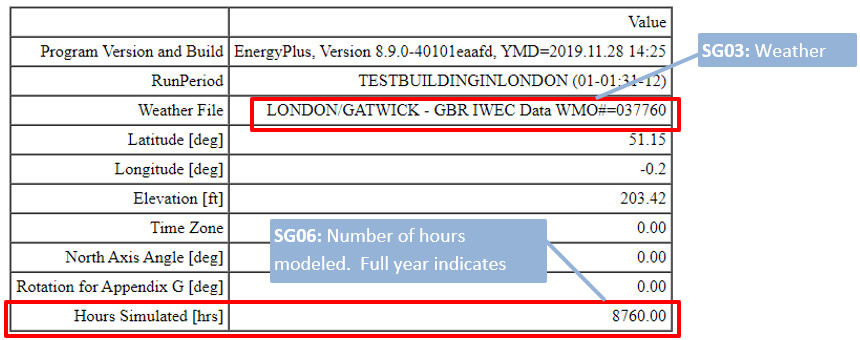 Value
SG03: Weather
Program Version and Build EnergyPlus, Version 8.9.0-40101eaafd, YMD=2019.11.28 14:25
RunPeriod TESTBUILDINGINLONDON (01-01:31-12)
Weather File LONDON/GATWICK - GBR IWEC Data WMO#=037760
Latitude [deg] 51.15
Longitude [deg] -0.2
Elevation [ft] 203.42
Time Zone 0.00
SG06: Number of hours
modeled. Full year indicates
North Axis Angle [deg] 0.00
Rotation for Appendix G [deg] 0.00
Hours Simulated [hrs] 8760.00